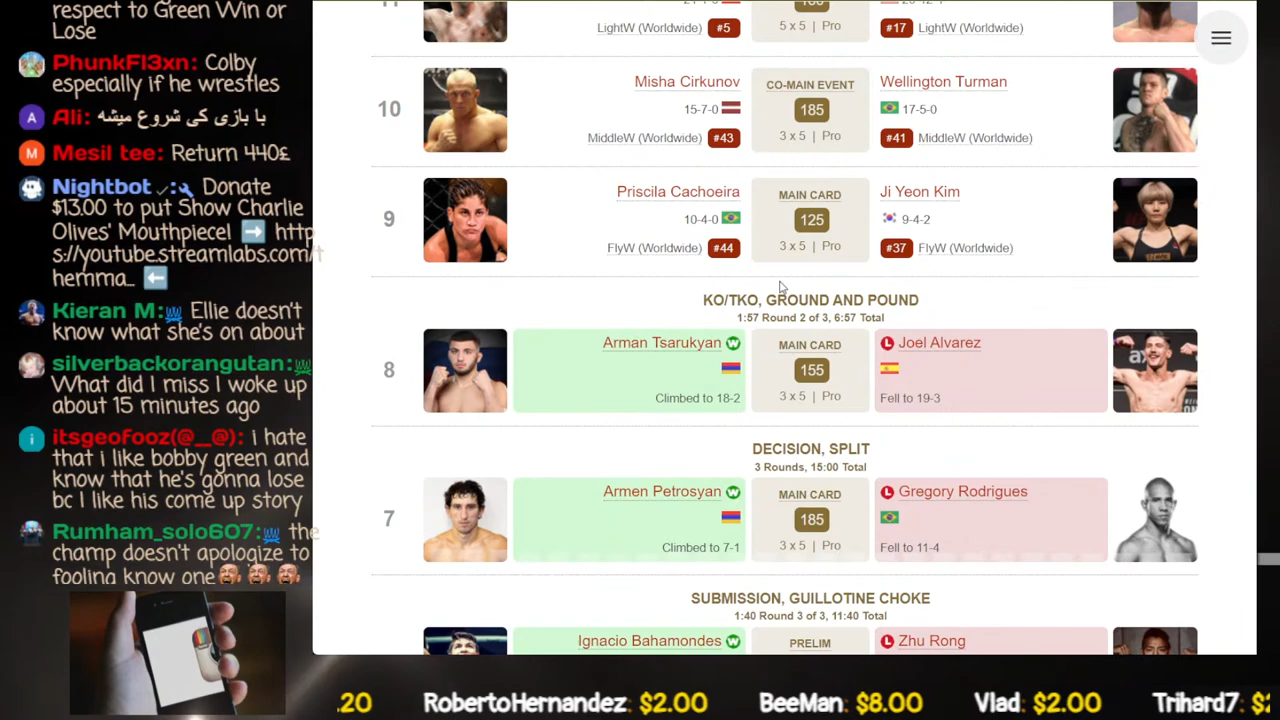 respect to Green Win or
Lose
PhunkFl3xn: Colby
especially if he wrestles
Ali: با بازی کی شروع میشه
Mesil tee: Return 440£
Nightbot ✓:🔧 Donate
$13.00 to put Show Charlie
Olives' Mouthpiece! ➡️ http
s://youtube.streamlabs.com/t
hemma... ⬅️
Kieran M: Ellie doesn't
know what she's on about
silverbackorangutan:
What did I miss I woke up
about 15 minutes ago
itsgeofooz(@__@): i hate
that i like bobby green and
know that he's gonna lose
bc I like his come up story
Rumham_solo607: the
champ doesn't apologize to
fooling know one
LightW (Worldwide) #5
5 x 5 | Pro
#17 LightW (Worldwide)
10
Misha Cirkunov
CO-MAIN EVENT
Wellington Turman
15-7-0
185
17-5-0
MiddleW (Worldwide) #43
3 x 5 | Pro
#41 MiddleW (Worldwide)
9
Priscila Cachoeira
MAIN CARD
Ji Yeon Kim
10-4-0
125
9-4-2
FlyW (Worldwide) #44
3 x 5 | Pro
#37 FlyW (Worldwide)
KO/TKO, GROUND AND POUND
1:57 Round 2 of 3, 6:57 Total
8
Arman Tsarukyan W
MAIN CARD
L Joel Alvarez
155
Climbed to 18-2
3 x 5 | Pro
Fell to 19-3
DECISION, SPLIT
3 Rounds, 15:00 Total
7
Armen Petrosyan W
MAIN CARD
L Gregory Rodrigues
185
Climbed to 7-1
3 x 5 | Pro
Fell to 11-4
SUBMISSION, GUILLOTINE CHOKE
1:40 Round 3 of 3, 11:40 Total
Ignacio Bahamondes W
PRELIM
L Zhu Rong
.20 RobertoHernandez: $2.00 BeeMan: $8.00 Vlad: $2.00 Trihard7: